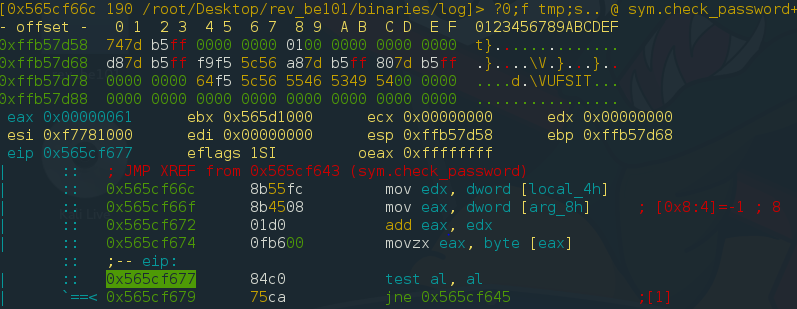 [0x565cf66c 190 /root/Desktop/rev_be101/binaries/log]> ?0;f tmp;s.. @ sym.check_password+
- offset -   0 1  2 3  4 5  6 7  8 9  A B  C D  E F  0123456789ABCDEF
0xffb57d58  747d b5ff 0000 0000 0100 0000 0000 0000  t}..............
0xffb57d68  d87d b5ff f9f5 5c56 a87d b5ff 807d b5ff  .}....\V.}...}..
0xffb57d78  0000 0000 64f5 5c56 5546 5349 5400 0000  ....d.\VUFSIT...
0xffb57d88  0000 0000 0000 0000 0000 0000 0000 0000  ................
eax 0x00000061 ebx 0x565d1000 ecx 0x00000000 edx 0x00000000
esi 0xf7781000 edi 0x00000000 esp 0xffb57d58 ebp 0xffb57d68
eip 0x565cf677 eflags 1SI oeax 0xffffffff
| :: ; JMP XREF from 0x565cf643 (sym.check_password)
| :: 0x565cf66c 8b55fc mov edx, dword [local_4h]
| :: 0x565cf66f 8b4508 mov eax, dword [arg_8h] ; [0x8:4]=-1 ; 8
| :: 0x565cf672 01d0 add eax, edx
| :: 0x565cf674 0fb600 movzx eax, byte [eax]
| :: ;-- eip:
| :: 0x565cf677 84c0 test al, al
| `==< 0x565cf679 75ca jne 0x565cf645 ;[1]